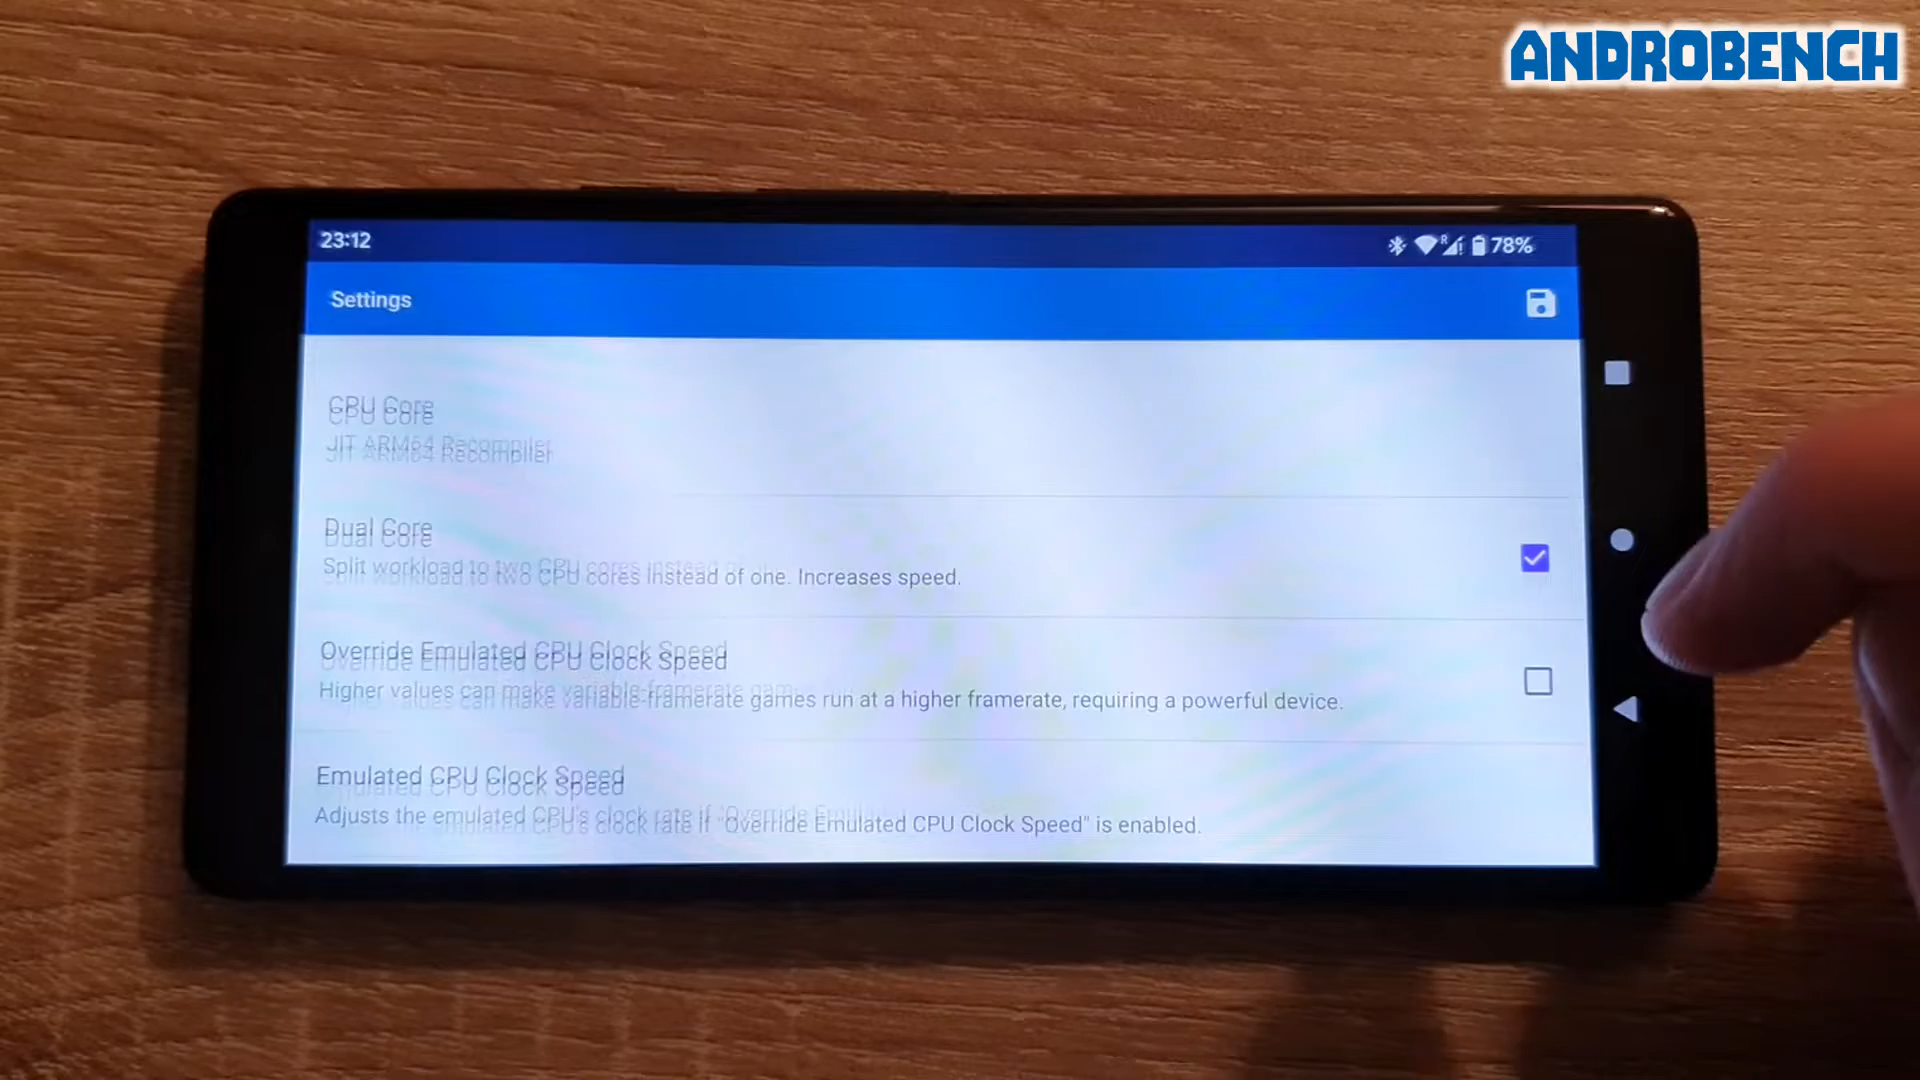 ANDROBENCH
23:12
R
78%
Settings
CPU Core
JIT ARM64 Recompiler
Dual Core
Split workload to two CPU cores instead of one. Increases speed.
Override Emulated CPU Clock Speed
Higher values can make variable-framerate games run at a higher framerate, requiring a powerful device.
Emulated CPU Clock Speed
Adjusts the emulated CPU's clock rate if "Override Emulated CPU Clock Speed" is enabled.